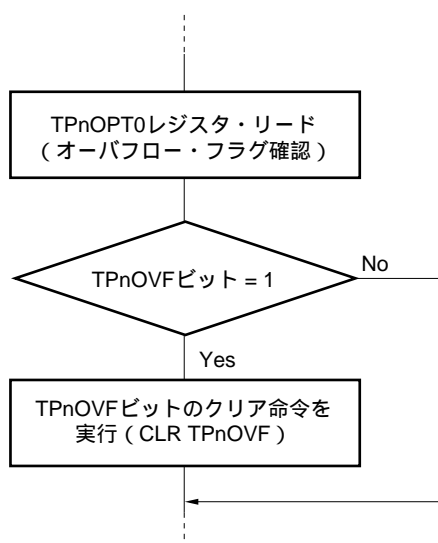 TPnOPT0レジスタ・リード
（オーバフロー・フラグ確認）
TPnOVFビット = 1
No
Yes
TPnOVFビットのクリア命令を
実行（CLR TPnOVF）